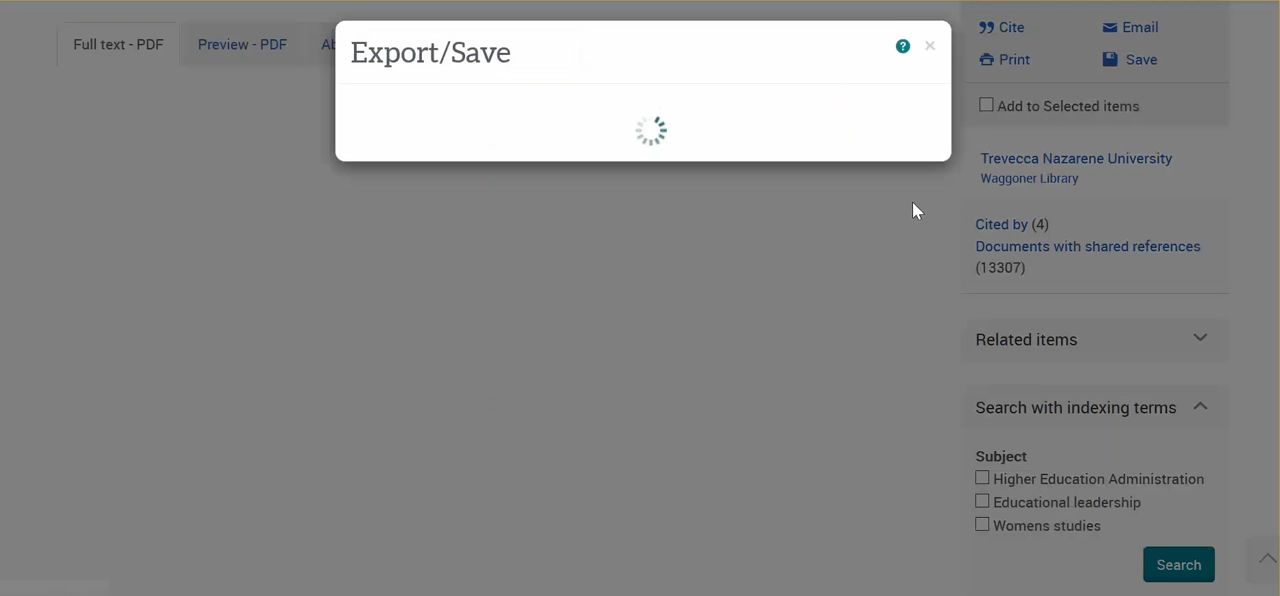 Full text - PDF
Preview - PDF
Export/Save
?
×
Cite
Email
Print
Save
Add to Selected items
Trevecca Nazarene University
Waggoner Library
Cited by (4)
Documents with shared references
(13307)
Related items
Search with indexing terms
Subject
Higher Education Administration
Educational leadership
Womens studies
Search